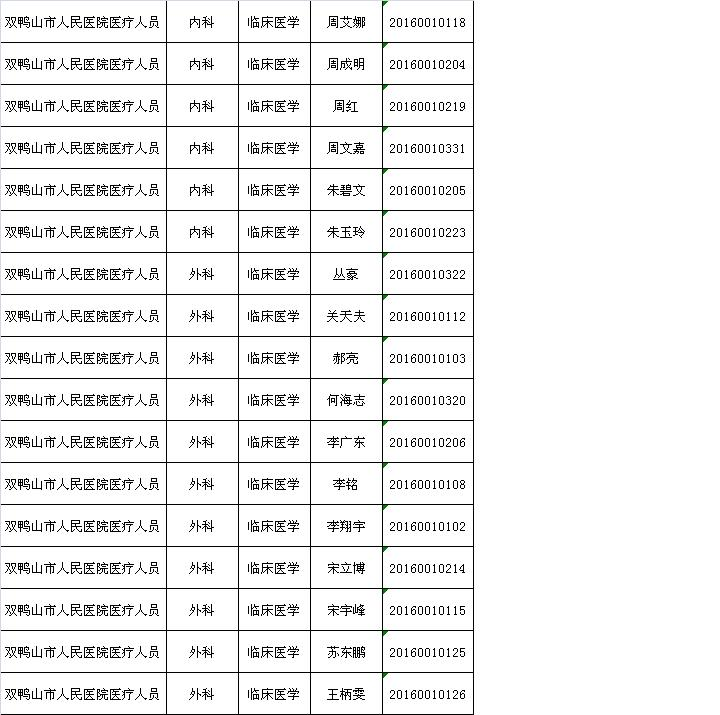 双鸭山市人民医院医疗人员 内科 临床医学 周艾娜 20160010118
双鸭山市人民医院医疗人员 内科 临床医学 周成明 20160010204
双鸭山市人民医院医疗人员 内科 临床医学 周红 20160010219
双鸭山市人民医院医疗人员 内科 临床医学 周文嘉 20160010331
双鸭山市人民医院医疗人员 内科 临床医学 朱碧文 20160010205
双鸭山市人民医院医疗人员 内科 临床医学 朱玉玲 20160010223
双鸭山市人民医院医疗人员 外科 临床医学 丛豪 20160010322
双鸭山市人民医院医疗人员 外科 临床医学 关天夫 20160010112
双鸭山市人民医院医疗人员 外科 临床医学 郝亮 20160010103
双鸭山市人民医院医疗人员 外科 临床医学 何海志 20160010320
双鸭山市人民医院医疗人员 外科 临床医学 李广东 20160010206
双鸭山市人民医院医疗人员 外科 临床医学 李铭 20160010108
双鸭山市人民医院医疗人员 外科 临床医学 李翔宇 20160010102
双鸭山市人民医院医疗人员 外科 临床医学 宋立博 20160010214
双鸭山市人民医院医疗人员 外科 临床医学 宋宇峰 20160010115
双鸭山市人民医院医疗人员 外科 临床医学 苏东鹏 20160010125
双鸭山市人民医院医疗人员 外科 临床医学 王柄雯 20160010126